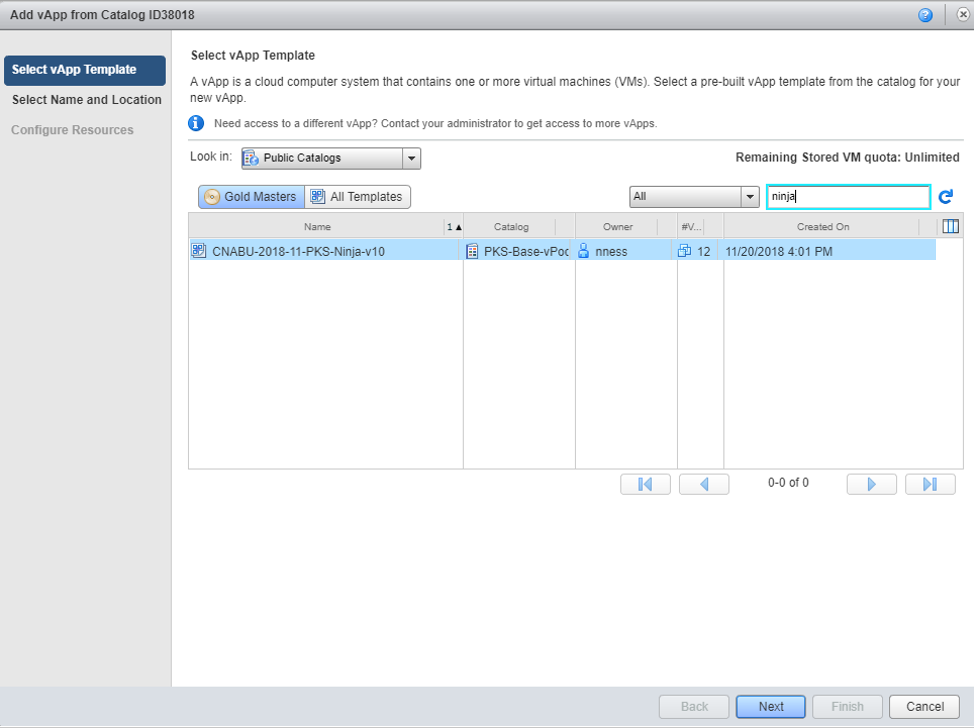 Add vApp from Catalog ID38018
Select vApp Template
Select Name and Location
Configure Resources
Select vApp Template
A vApp is a cloud computer system that contains one or more virtual machines (VMs). Select a pre-built vApp template from the catalog for your
new vApp.
Need access to a different vApp? Contact your administrator to get access to more vApps.
Look in: Public Catalogs Remaining Stored VM quota: Unlimited
Gold Masters All Templates All ninja
Name 1▲ Catalog Owner #V... Created On
CNABU-2018-11-PKS-Ninja-v10 PKS-Base-vPod nness 12 11/20/2018 4:01 PM
0-0 of 0
Back Next Finish Cancel